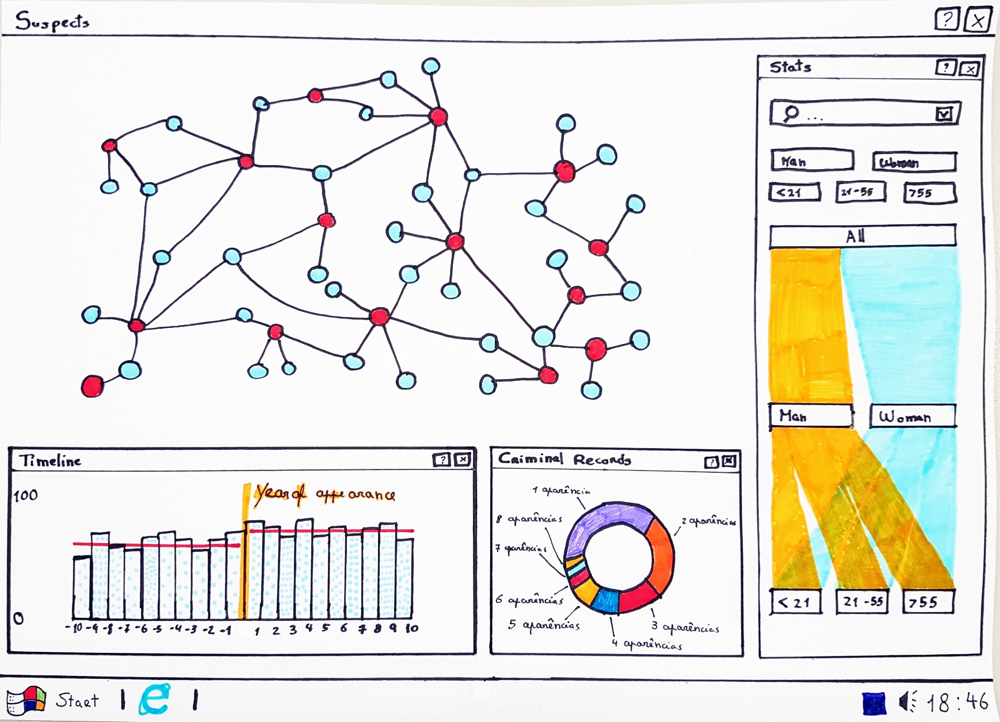 Suspects
? X
Stats
? X
...
Man
Woman
<21
21-55
755
All
Man
Woman
<21
21-55
755
Timeline
? X
100
Year of appearance
0
-10 -9 -8 -7 -6 -5 -4 -3 -2 -1 1 2 3 4 5 6 7 8 9 10
Criminal Records
?
1 aparência
8 aparências
2 aparências
7 aparências
6 aparências
5 aparências
3 aparências
4 aparências
Start
18:46